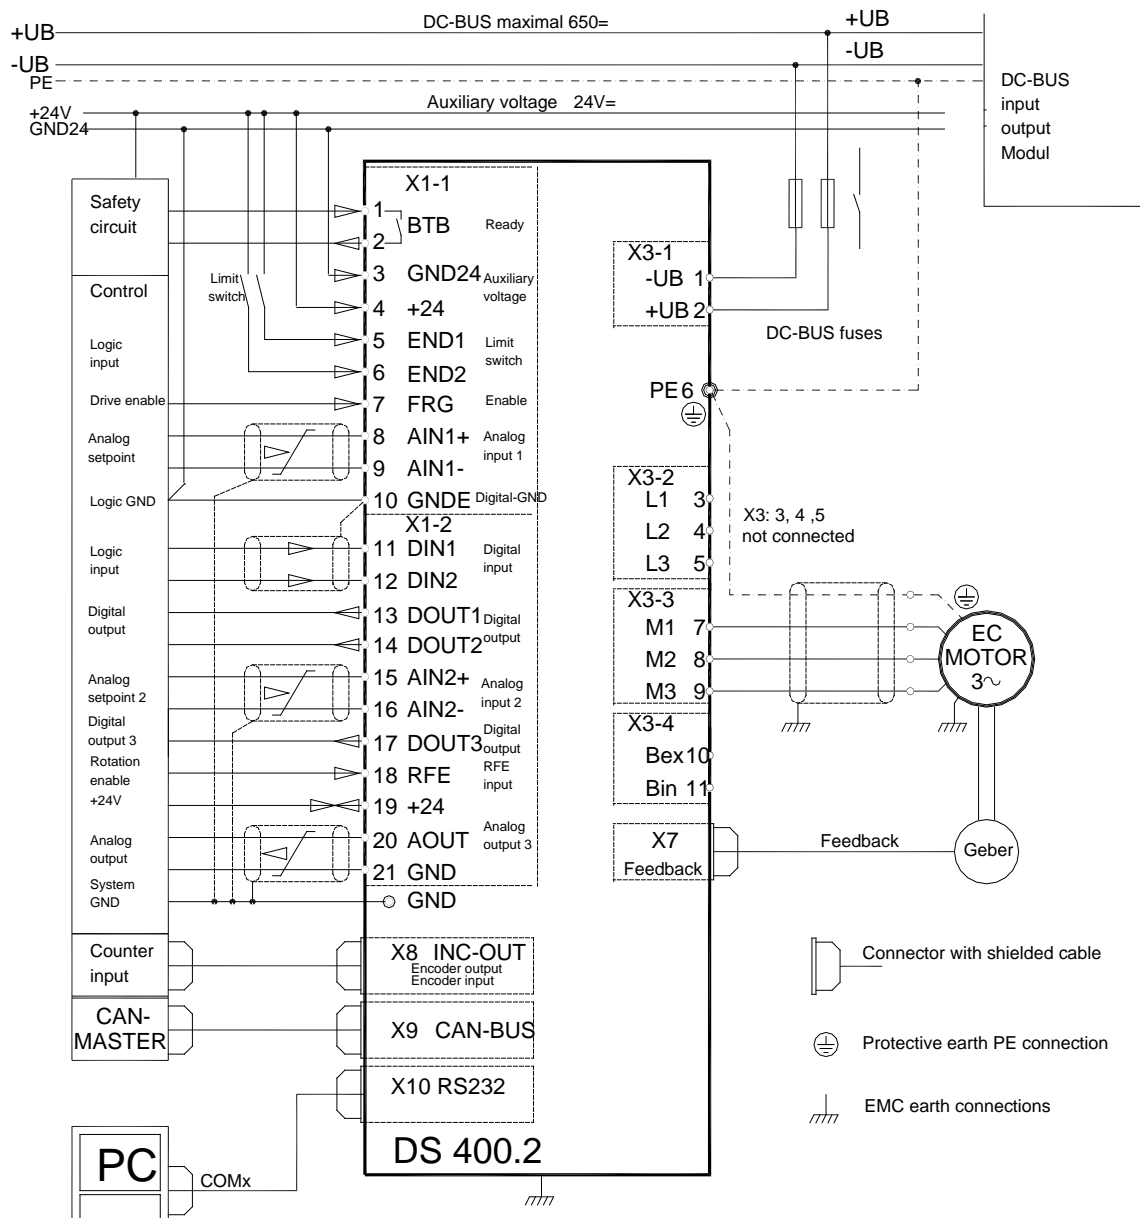 DC-BUS maximal 650=
+UB
+UB
-UB
-UB
PE
DC-BUS
input
output
Modul
Auxiliary voltage 24V=
+24V
GND24
Safety
circuit
Control
Logic
input
Drive enable
Analog
setpoint
Logic GND
Logic
input
Digital
output
Analog
setpoint 2
Digital
output 3
Rotation
enable
+24V
Analog
output
System
GND
Counter
input
CAN-
MASTER
PC
COMx
Limit
switch
X1-1
1
BTB
Ready
2
3 GND24 Auxiliary
voltage
4 +24
5 END1 Limit
switch
6 END2
7 FRG Enable
8 AIN1+ Analog
input 1
9 AIN1-
10 GNDE Digital-GND
X1-2
11 DIN1 Digital
input
12 DIN2
13 DOUT1 Digital
output
14 DOUT2
15 AIN2+ Analog
input 2
16 AIN2-
17 DOUT3 Digital
output
18 RFE RFE
input
19 +24
20 AOUT Analog
output 3
21 GND
GND
X8 INC-OUT
Encoder output
Encoder input
X9 CAN-BUS
X10 RS232
DS 400.2
X3-1
-UB 1
+UB 2
DC-BUS fuses
PE 6
X3-2
L1 3
L2 4
L3 5
X3: 3, 4 ,5
not connected
X3-3
M1 7
M2 8
M3 9
EC
MOTOR
3~
X3-4
Bex10
Bin 11
X7
Feedback
Feedback
Geber
Connector with shielded cable
Protective earth PE connection
EMC earth connections